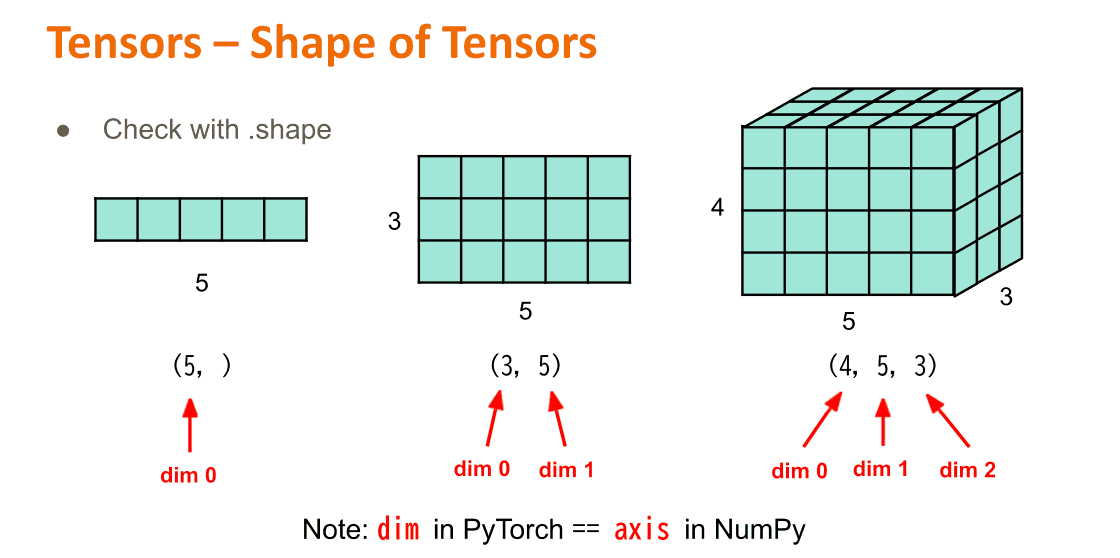 Tensors – Shape of Tensors
● Check with .shape
5
(5, )
dim 0
3
5
(3, 5)
dim 0 dim 1
4
3
5
(4, 5, 3)
dim 0 dim 1 dim 2
Note: dim in PyTorch == axis in NumPy